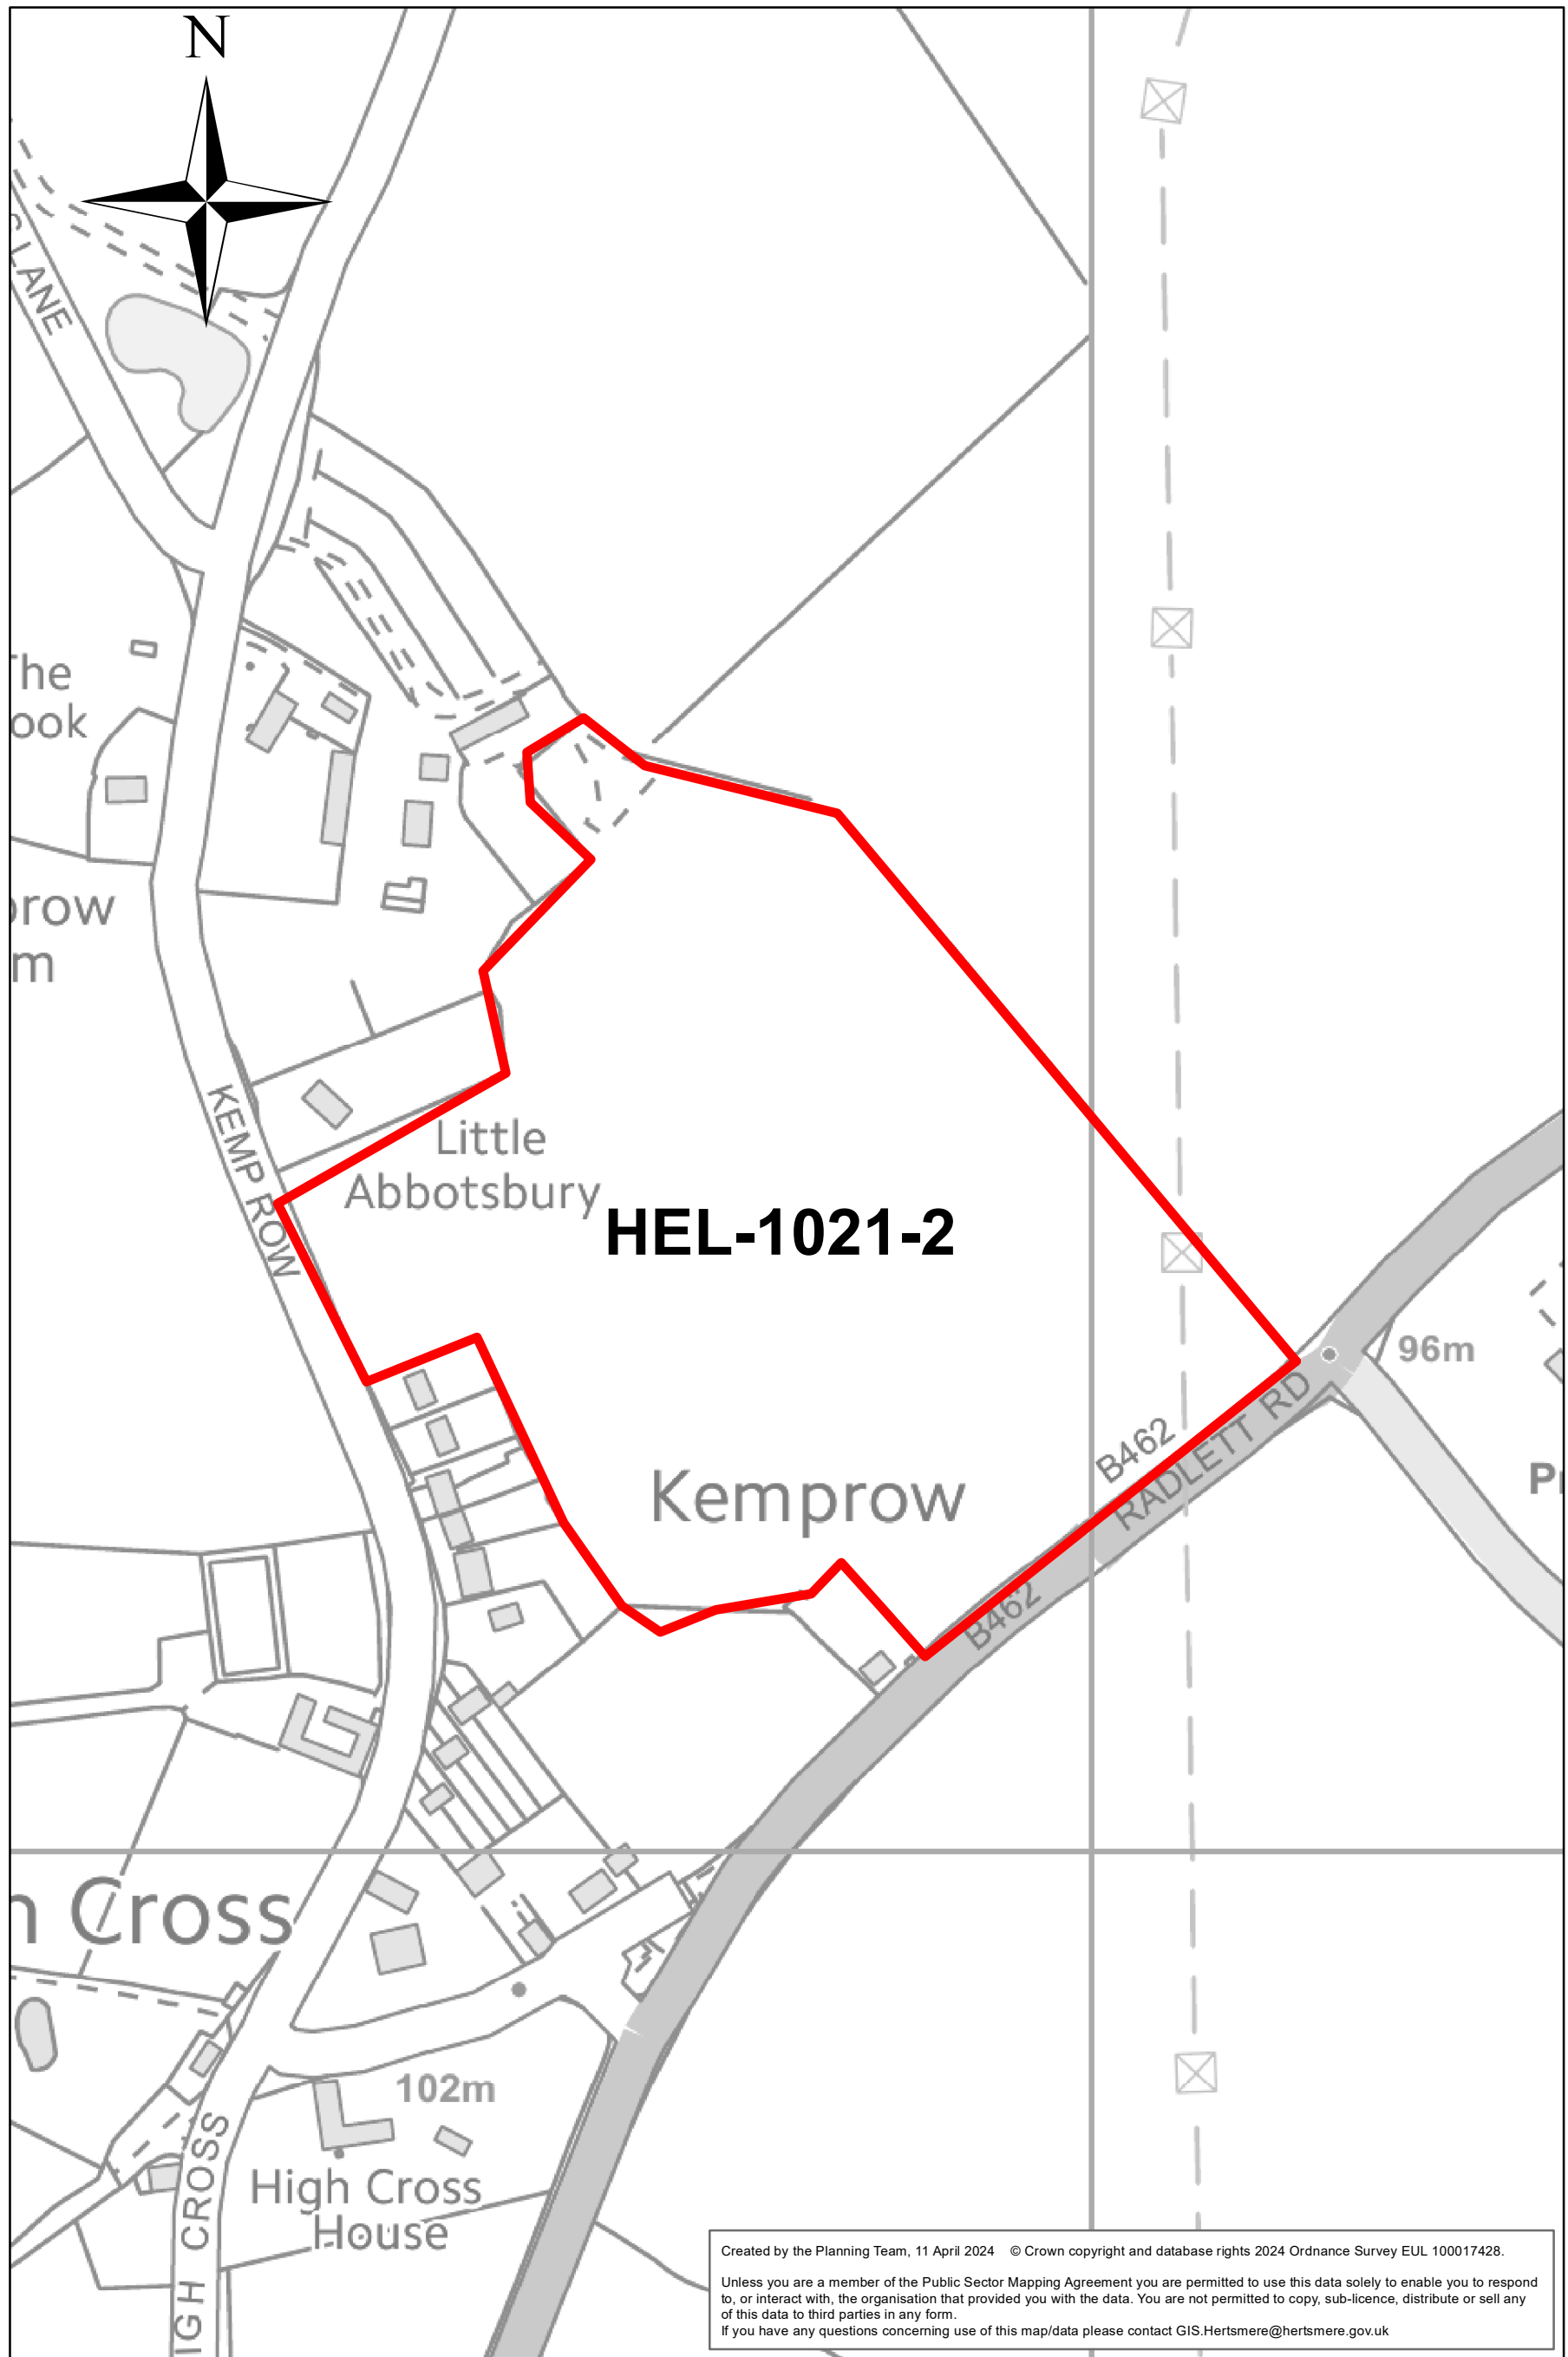 N
LANE
The
ook
row
m
KEMP ROW
Little
Abbotsbury
HEL-1021-2
96m
B462
RADLETT RD
Kemprow
B462
Cross
102m
High Cross
House
IGH CROSS
Created by the Planning Team, 11 April 2024 © Crown copyright and database rights 2024 Ordnance Survey EUL 100017428.
Unless you are a member of the Public Sector Mapping Agreement you are permitted to use this data solely to enable you to respond
to, or interact with, the organisation that provided you with the data. You are not permitted to copy, sub-licence, distribute or sell any
of this data to third parties in any form.
If you have any questions concerning use of this map/data please contact GIS.Hertsmere@hertsmere.gov.uk